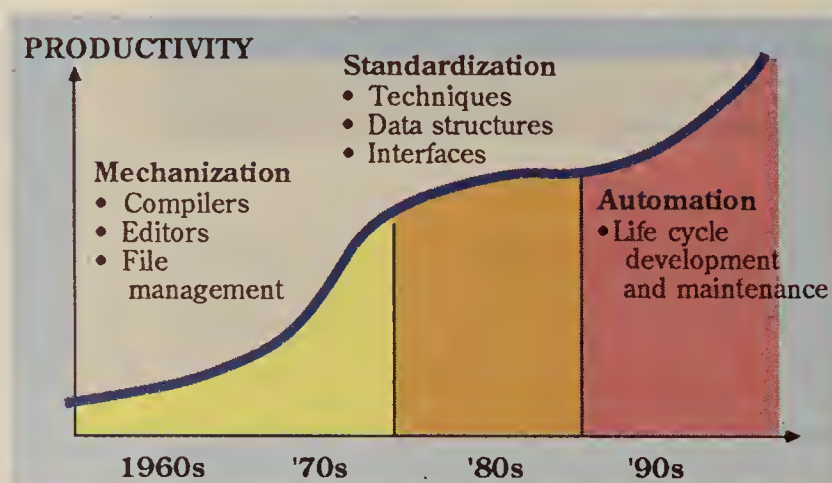 PRODUCTIVITY
Standardization
• Techniques
• Data structures
• Interfaces
Mechanization
• Compilers
• Editors
• File
management
Automation
• Life cycle
development
and maintenance
1960s '70s '80s '90s